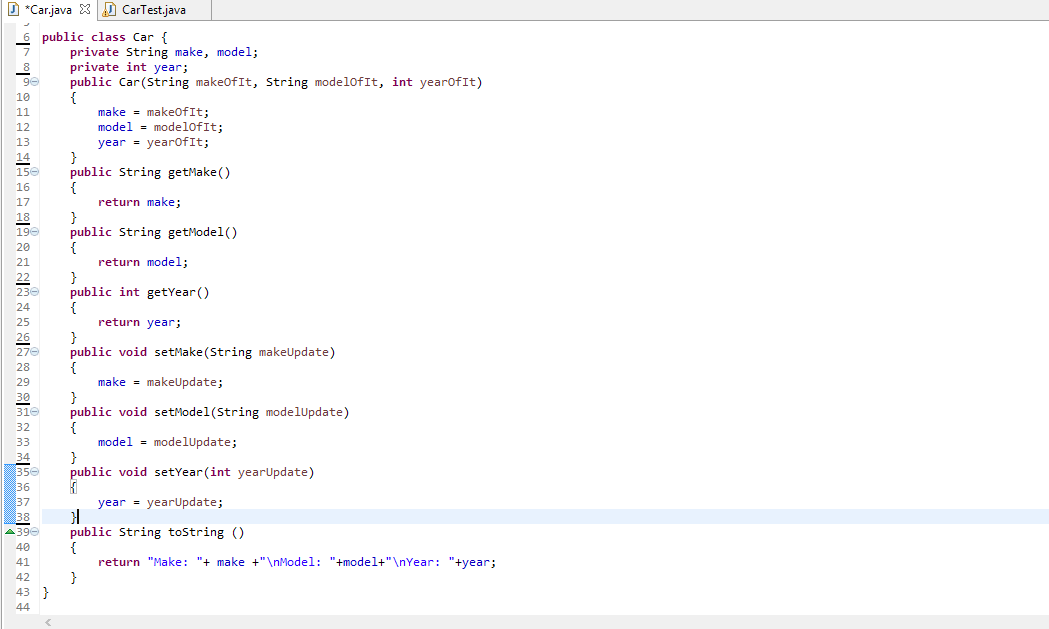 *Car.java CarTest.java
5
6 public class Car {
7     private String make, model;
8     private int year;
9     public Car(String makeOfIt, String modelOfIt, int yearOfIt)
10     {
11         make = makeOfIt;
12         model = modelOfIt;
13         year = yearOfIt;
14     }
15     public String getMake()
16     {
17         return make;
18     }
19     public String getModel()
20     {
21         return model;
22     }
23     public int getYear()
24     {
25         return year;
26     }
27     public void setMake(String makeUpdate)
28     {
29         make = makeUpdate;
30     }
31     public void setModel(String modelUpdate)
32     {
33         model = modelUpdate;
34     }
35     public void setYear(int yearUpdate)
36     {
37         year = yearUpdate;
38     }
39     public String toString ()
40     {
41         return "Make: "+ make +"\nModel: "+model+"\nYear: "+year;
42     }
43 }
44